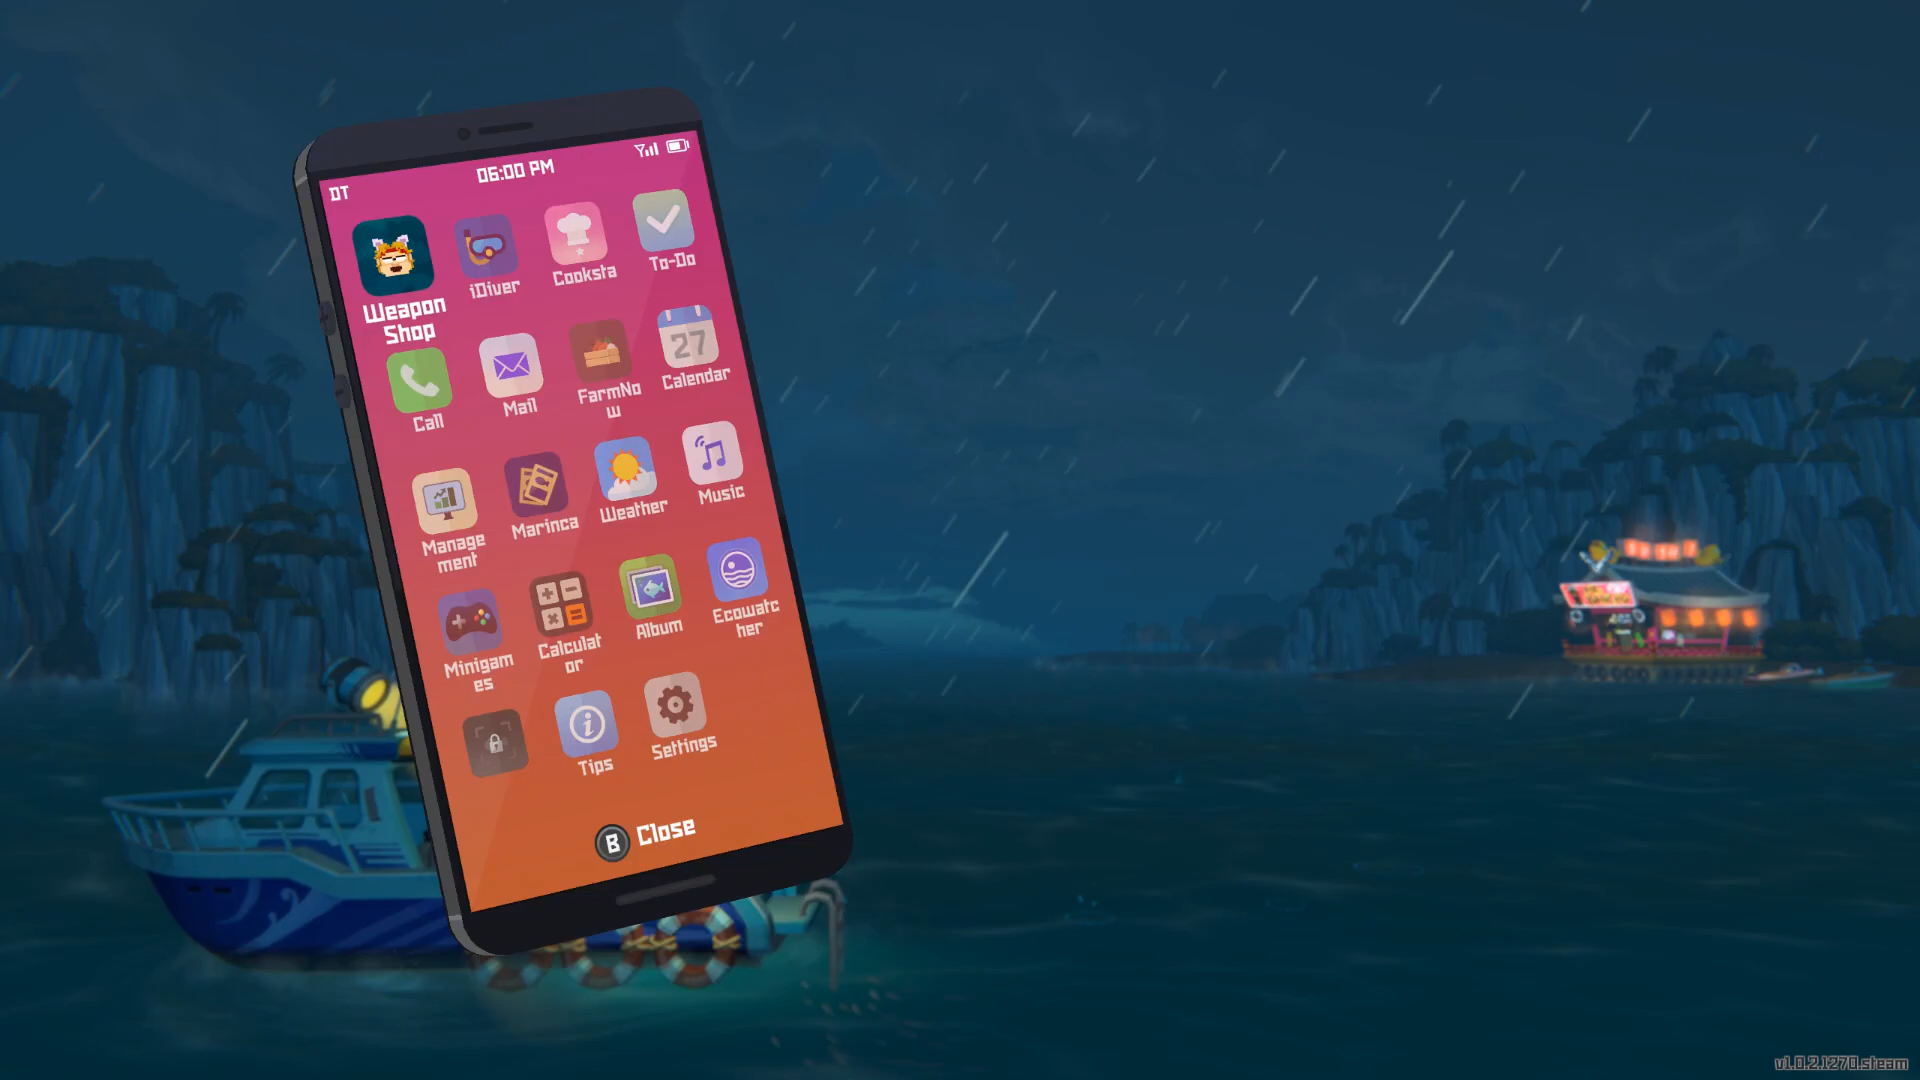 DT
06:00 PM
Weapon
Shop
iDiver
Cooksta
To-Do
Call
Mail
FarmNo
w
27
Calendar
Manage
ment
Marinca
Weather
Music
Minigam
es
Calculat
or
Album
Ecowatc
her
Tips
Settings
B Close
v1.0.2.1270.steam